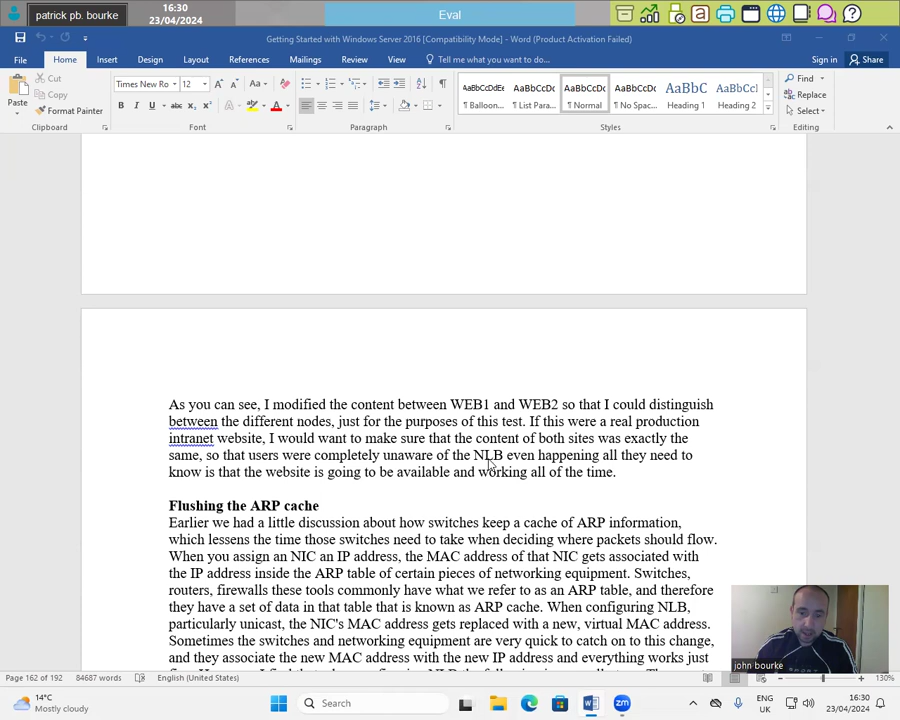 patrick pb. bourke
16:30
23/04/2024
Eval
a
?
Getting Started with Windows Server 2016 [Compatibility Mode] - Word (Product Activation Failed)
File Home Insert Design Layout References Mailings Review View Tell me what you want to do... Sign in Share
Paste
Cut
Copy
Format Painter
Times New Ro 12
AaBbCcDdEe AaBbCcDc AaBbCcDc AaBbCcDc AaBbC AaBbCcl
¶ Balloon... ¶ List Para... ¶ Normal ¶ No Spac... Heading 1 Heading 2
Find
Replace
Select
Clipboard Font Paragraph Styles Editing
As you can see, I modified the content between WEB1 and WEB2 so that I could distinguish
between the different nodes, just for the purposes of this test. If this were a real production
intranet website, I would want to make sure that the content of both sites was exactly the
same, so that users were completely unaware of the NLB even happening all they need to
know is that the website is going to be available and working all of the time.
Flushing the ARP cache
Earlier we had a little discussion about how switches keep a cache of ARP information,
which lessens the time those switches need to take when deciding where packets should flow.
When you assign an NIC an IP address, the MAC address of that NIC gets associated with
the IP address inside the ARP table of certain pieces of networking equipment. Switches,
routers, firewalls these tools commonly have what we refer to as an ARP table, and therefore
they have a set of data in that table that is known as ARP cache. When configuring NLB,
particularly unicast, the NIC's MAC address gets replaced with a new, virtual MAC address.
Sometimes the switches and networking equipment are very quick to catch on to this change,
and they associate the new MAC address with the new IP address and everything works just
john bourke
Page 162 of 192 84687 words English (United States) 130%
14°C
Mostly cloudy
Search
ENG
UK
16:30
23/04/2024